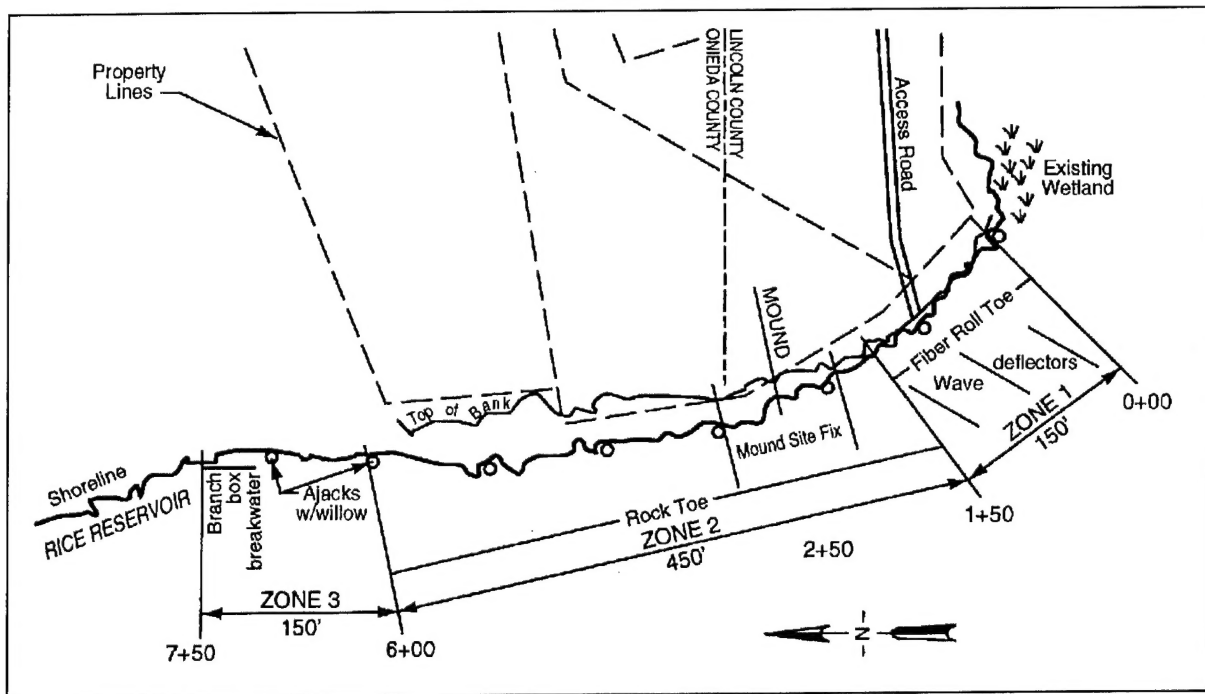 Property
Lines
LINCOLN COUNTY
ONIEDA COUNTY
Access Road
Existing
Wetland
MOUND
Fiber Roll Toe
Wave deflectors
ZONE 1
150'
0+00
Top of Bank
Mound Site Fix
Shoreline
RICE RESERVOIR
Branch
box
breakwater
Ajacks
w/willow
Rock Toe
ZONE 2
450'
2+50
1+50
ZONE 3
150'
7+50
6+00
N